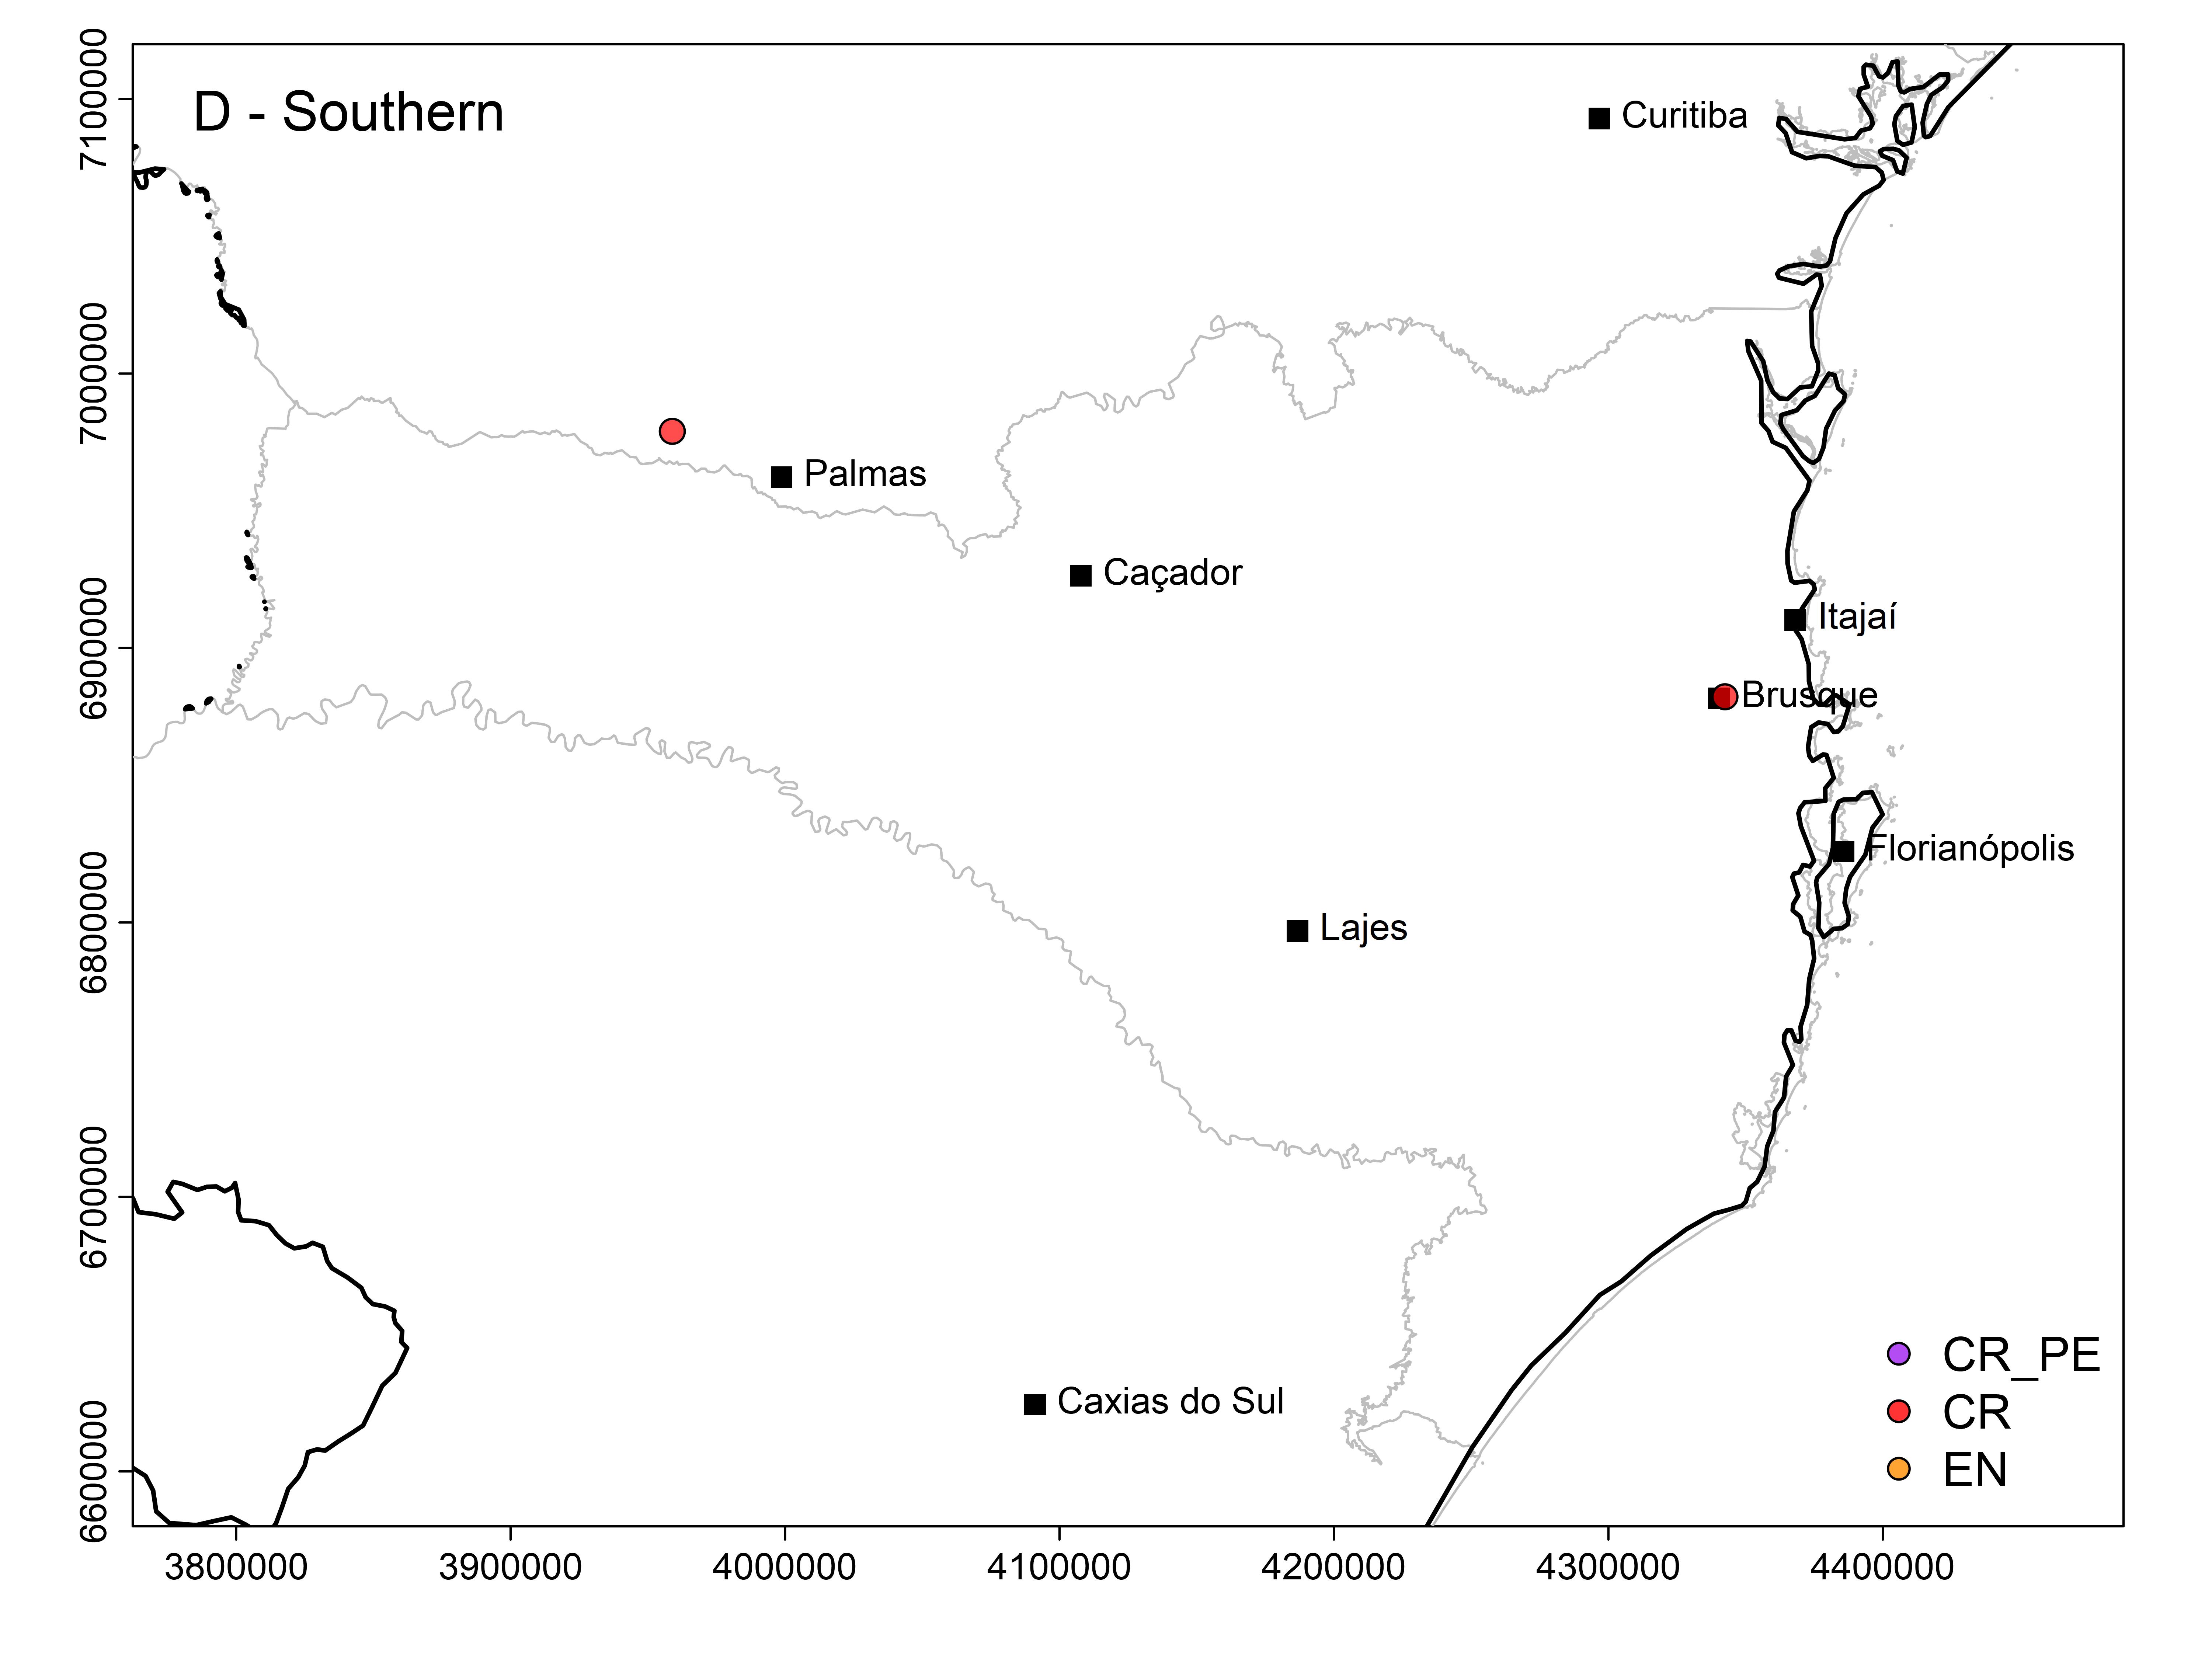 D - Southern
Curitiba
Palmas
Caçador
Itajaí
Brusque
Florianópolis
Lajes
Caxias do Sul
CR_PE
CR
EN
7100000
7000000
6900000
6800000
6700000
6600000
3800000
3900000
4000000
4100000
4200000
4300000
4400000